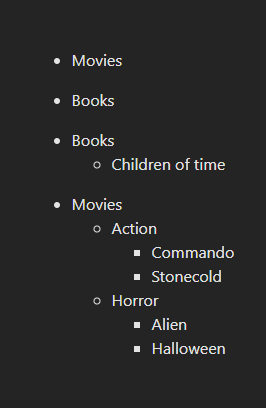 Movies
Books
Books
Children of time
Movies
Action
Commando
Stonecold
Horror
Alien
Halloween